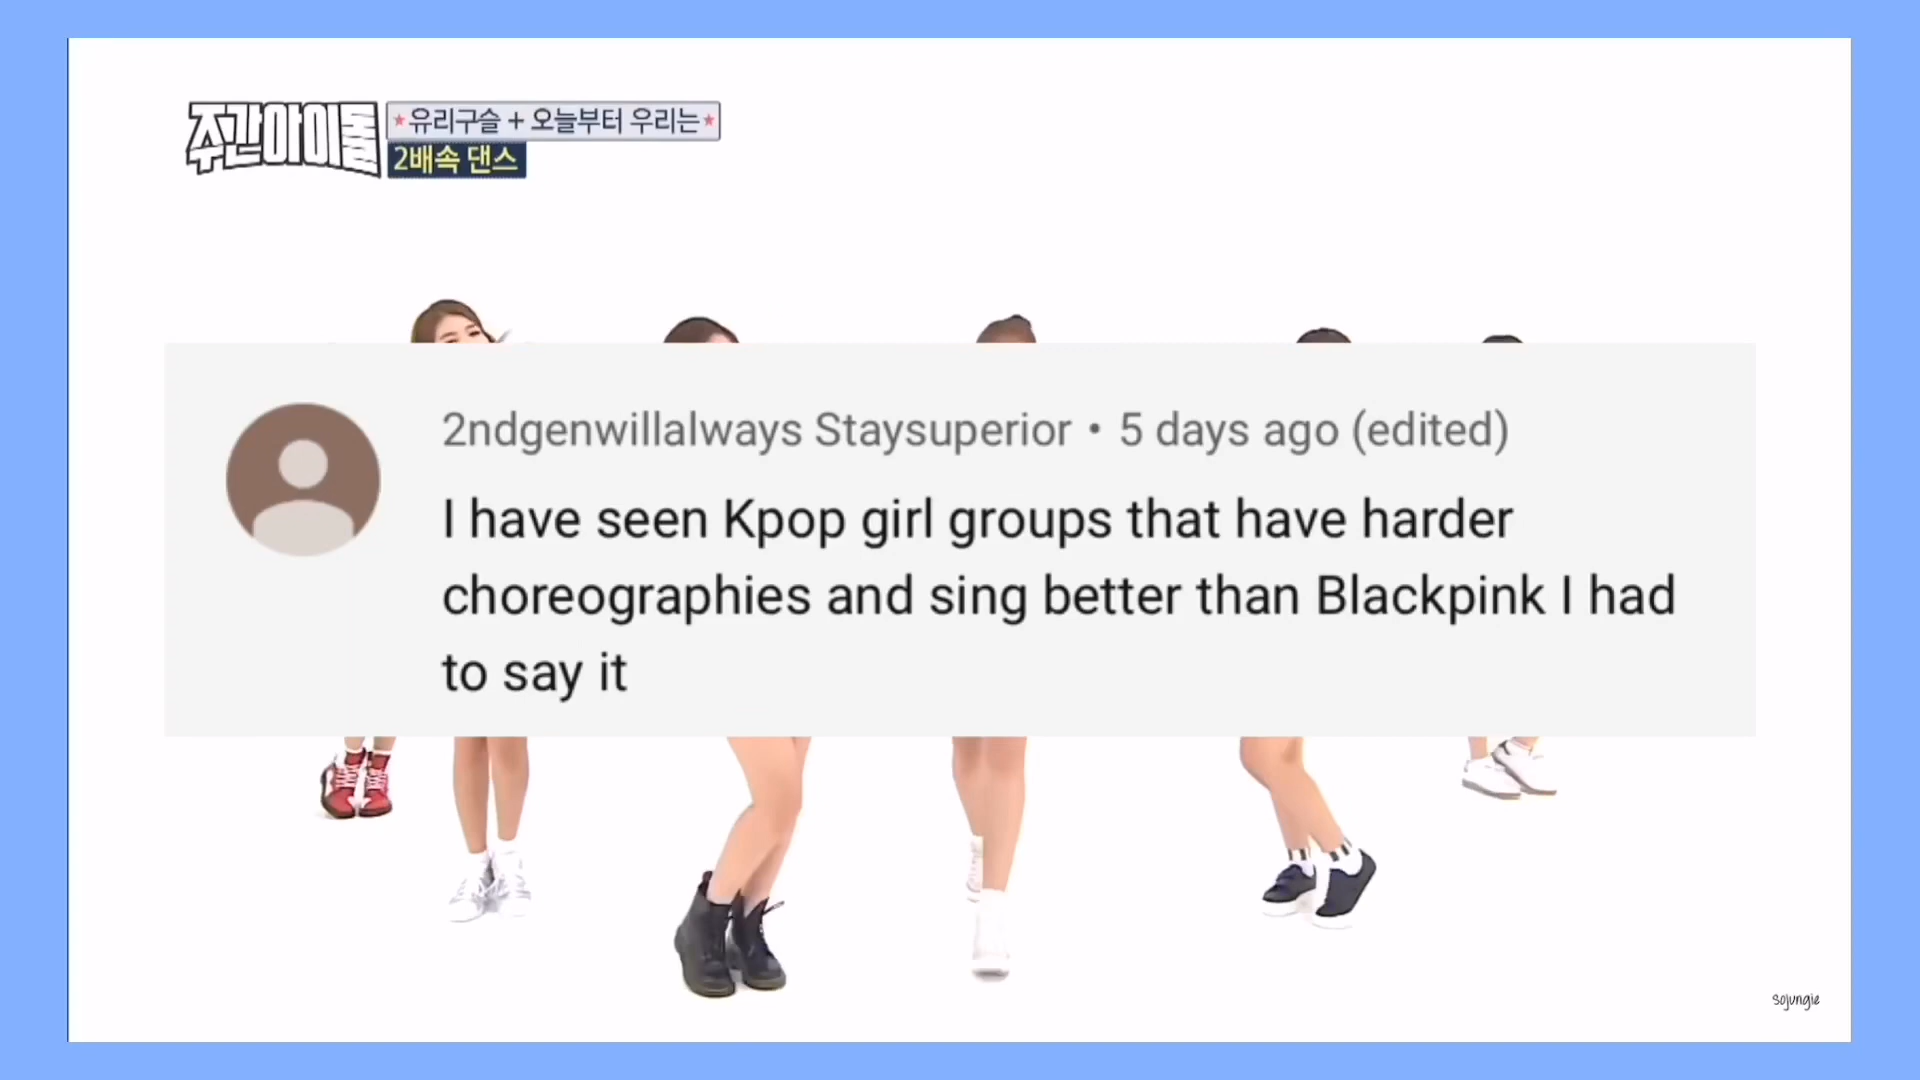 주간아이돌
★유리구슬 + 오늘부터 우리는★
2배속 댄스
2ndgenwillalways Staysuperior • 5 days ago (edited)
I have seen Kpop girl groups that have harder
choreographies and sing better than Blackpink I had
to say it
sojungie